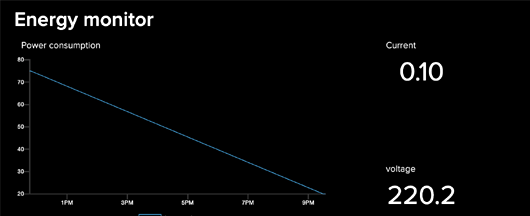 Energy monitor
Power consumption
Current
80
70
60
50
40
30
20
1PM 3PM 5PM 7PM 9PM
0.10
voltage
220.2